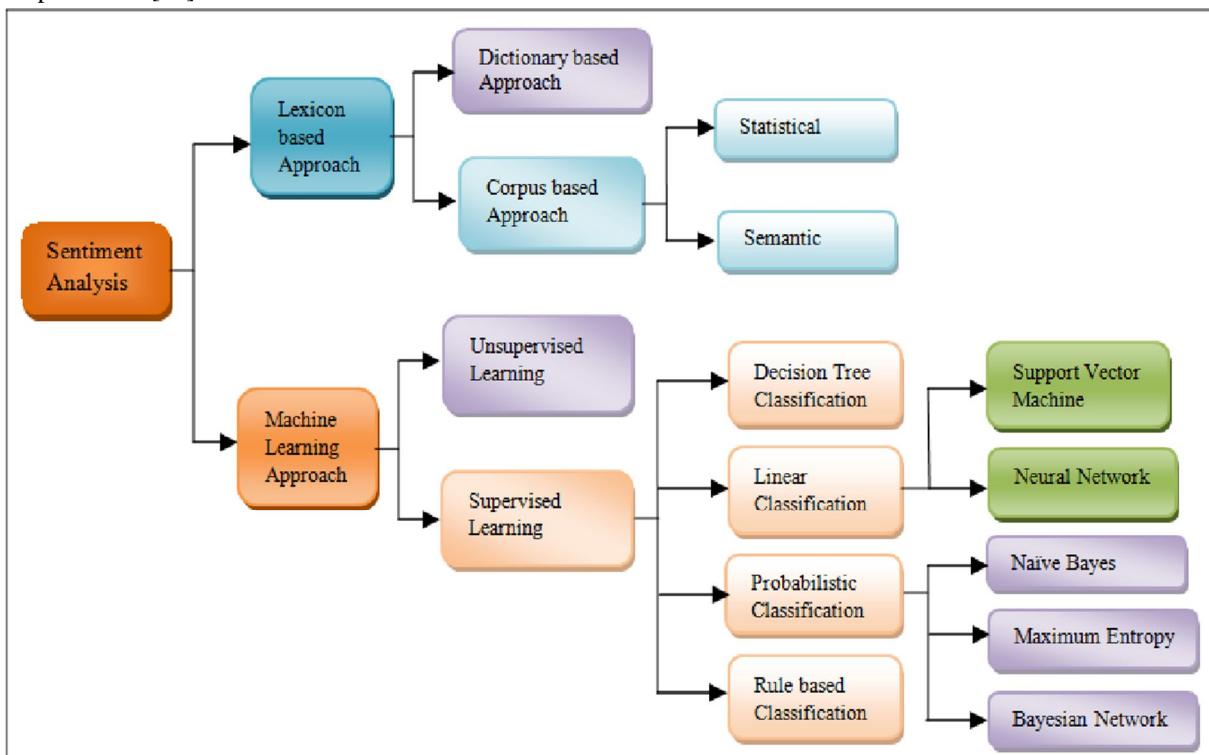 Dictionary based
Approach
Lexicon
based
Approach
Statistical
Corpus based
Approach
Semantic
Sentiment
Analysis
Unsupervised
Learning
Decision Tree
Classification
Support Vector
Machine
Machine
Learning
Approach
Linear
Classification
Neural Network
Supervised
Learning
Naïve Bayes
Probabilistic
Classification
Maximum Entropy
Rule based
Classification
Bayesian Network